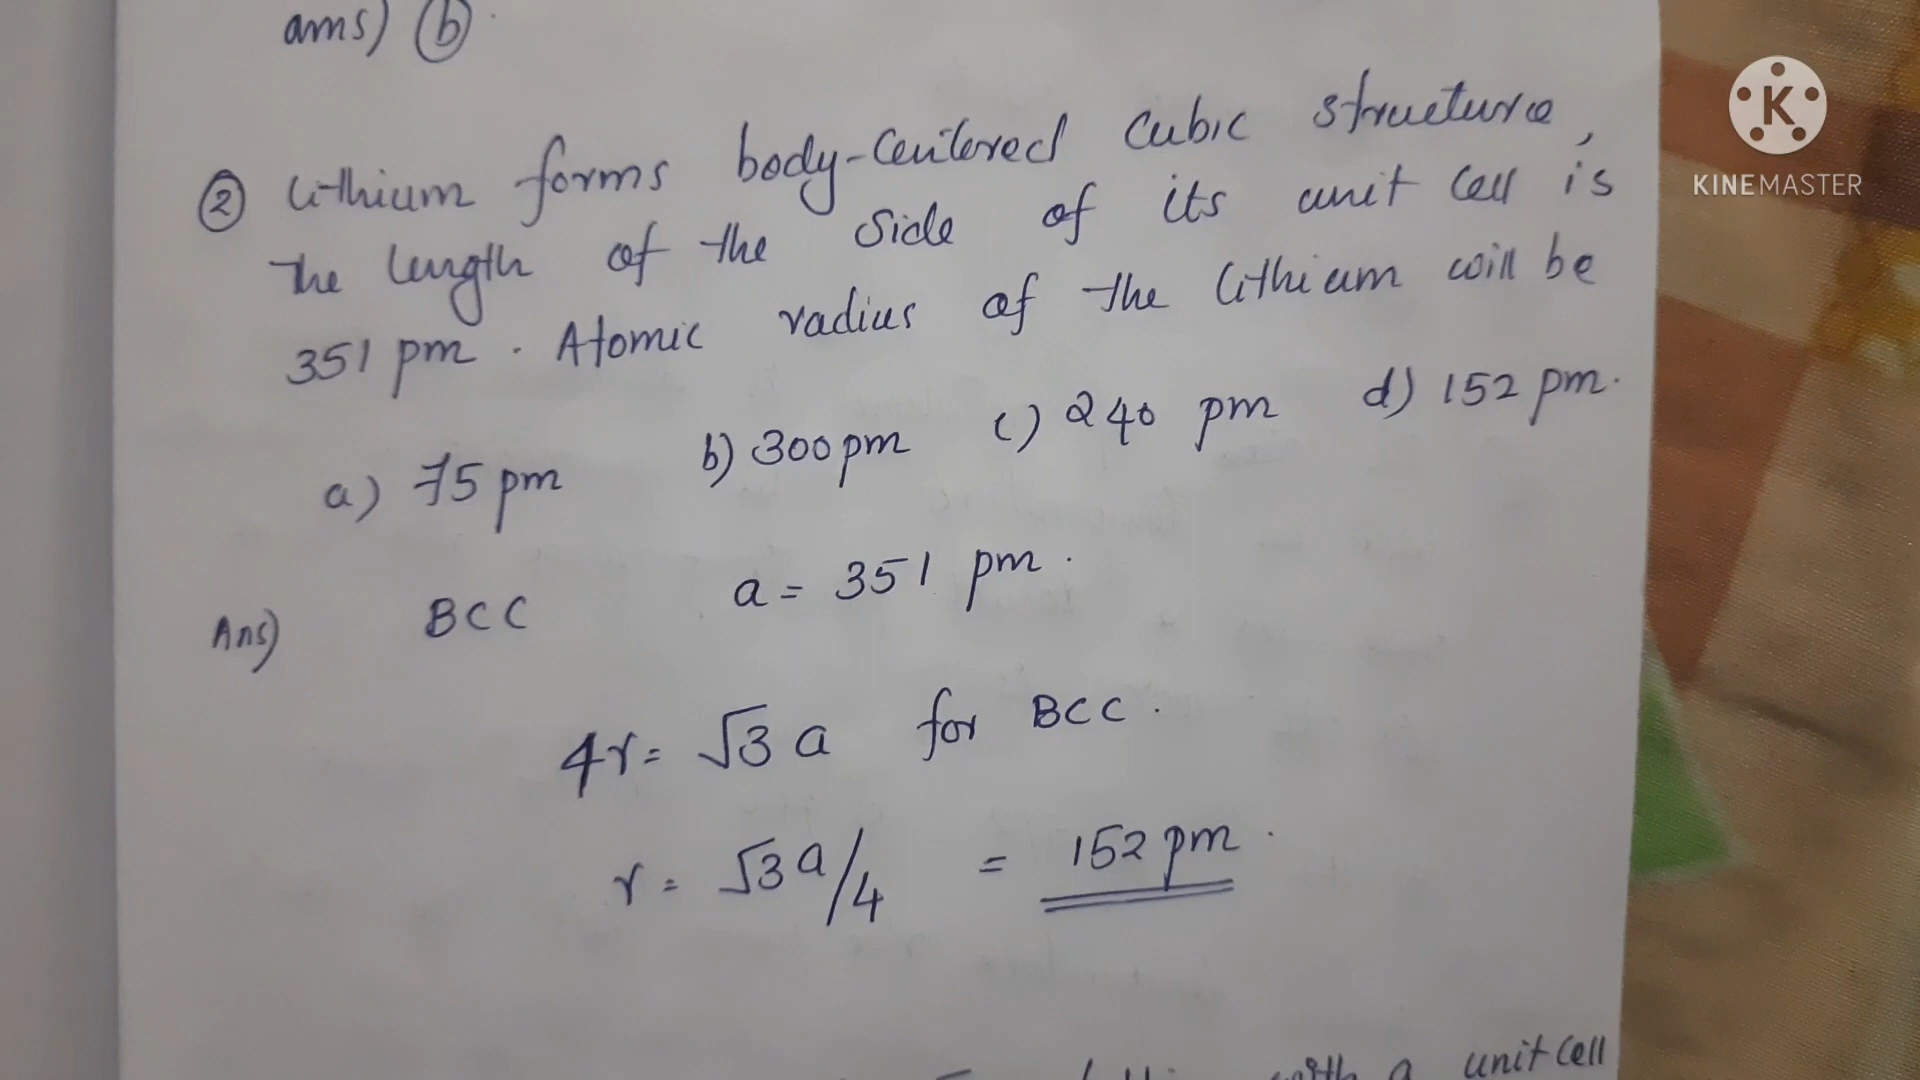 ans) (b)
② Lithium forms body-centered cubic structure,
The length of the side of its unit cell is
351 pm. Atomic radius of the lithium will be
a) 75 pm b) 300 pm c) 240 pm d) 152 pm.
Ans) BCC a = 351 pm.
4r = √3 a for BCC.
r = √3 a/4 = 152 pm.
with a unit cell
KINEMASTER